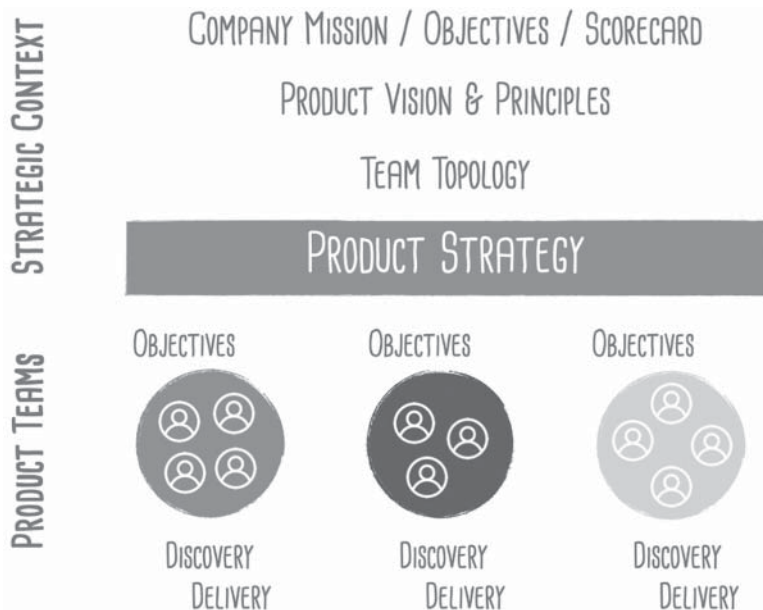 STRATEGIC CONTEXT
COMPANY MISSION / OBJECTIVES / SCORECARD
PRODUCT VISION & PRINCIPLES
TEAM TOPOLOGY
PRODUCT STRATEGY
PRODUCT TEAMS
OBJECTIVES OBJECTIVES OBJECTIVES
DISCOVERY DISCOVERY DISCOVERY
DELIVERY DELIVERY DELIVERY